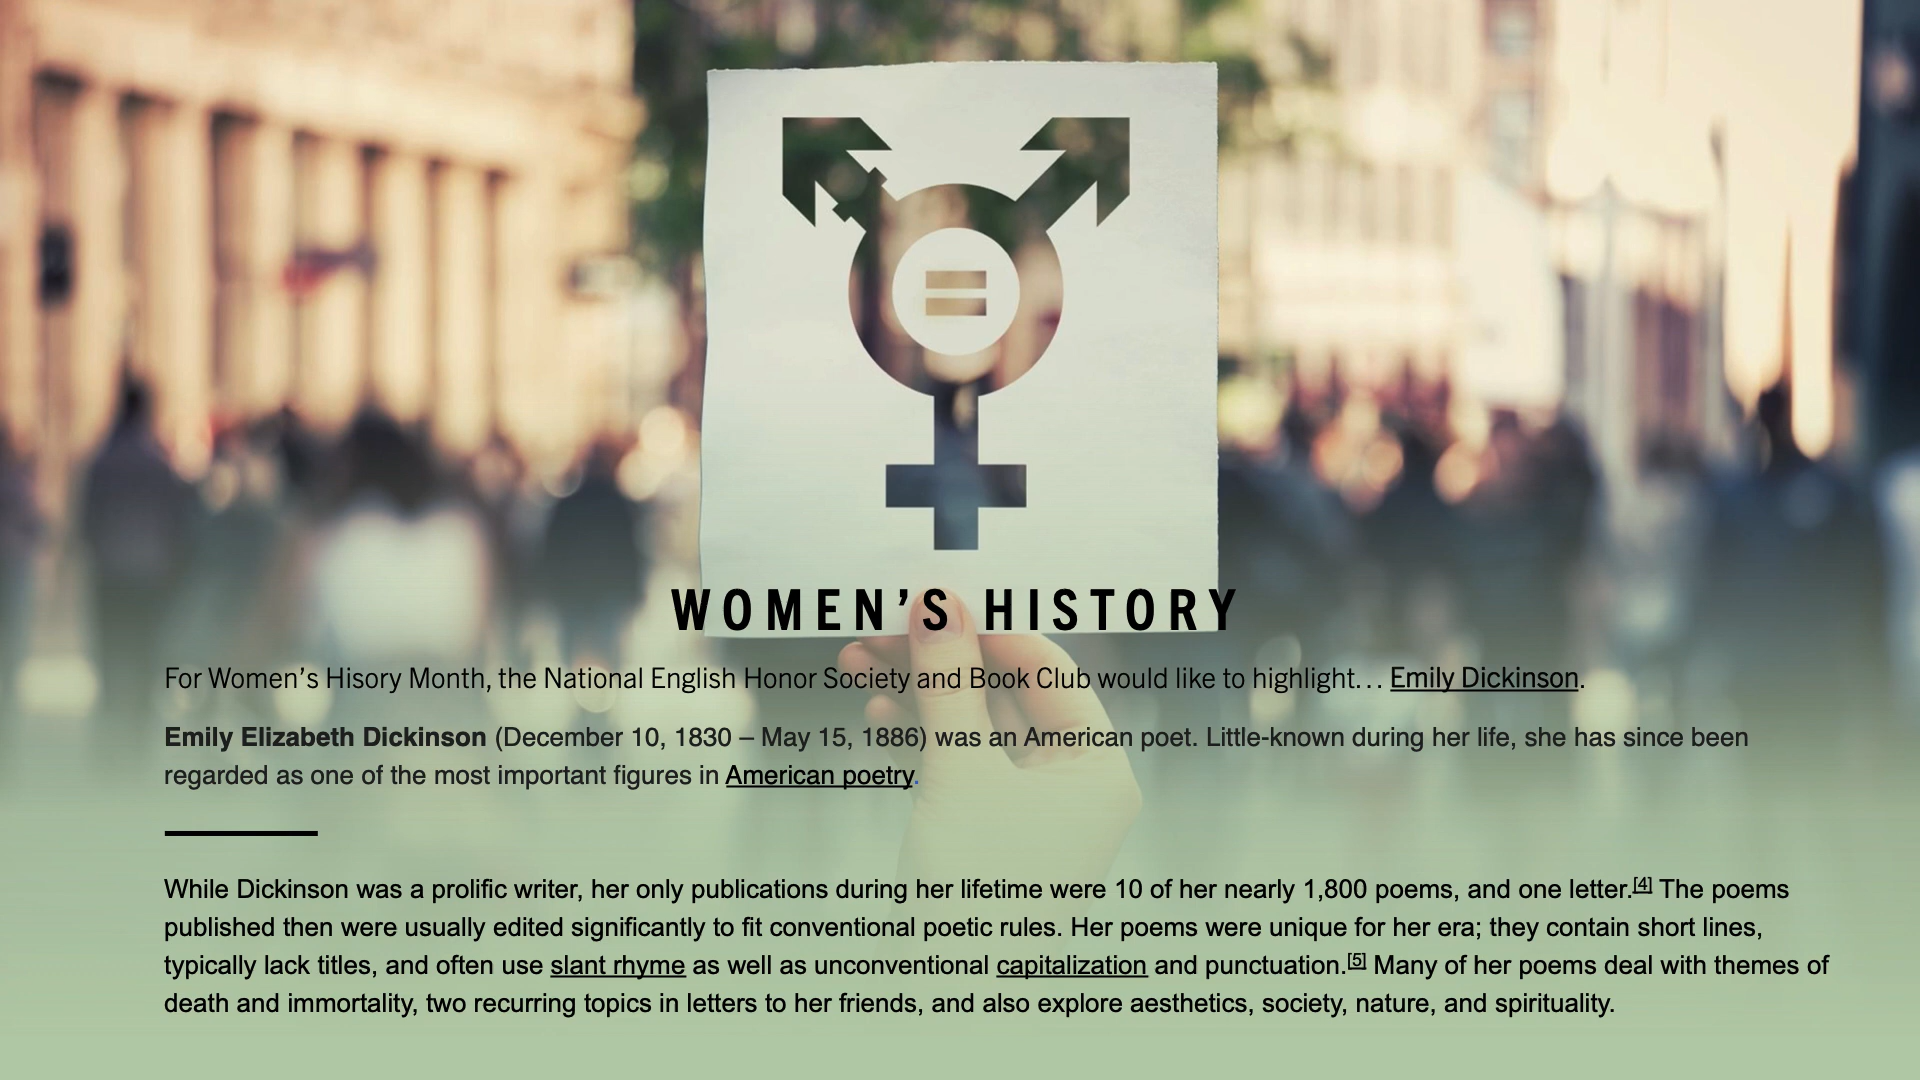 WOMEN’S HISTORY
For Women’s Hisory Month, the National English Honor Society and Book Club would like to highlight… Emily Dickinson.
Emily Elizabeth Dickinson (December 10, 1830 – May 15, 1886) was an American poet. Little-known during her life, she has since been
regarded as one of the most important figures in American poetry.
While Dickinson was a prolific writer, her only publications during her lifetime were 10 of her nearly 1,800 poems, and one letter.[4] The poems
published then were usually edited significantly to fit conventional poetic rules. Her poems were unique for her era; they contain short lines,
typically lack titles, and often use slant rhyme as well as unconventional capitalization and punctuation.[5] Many of her poems deal with themes of
death and immortality, two recurring topics in letters to her friends, and also explore aesthetics, society, nature, and spirituality.